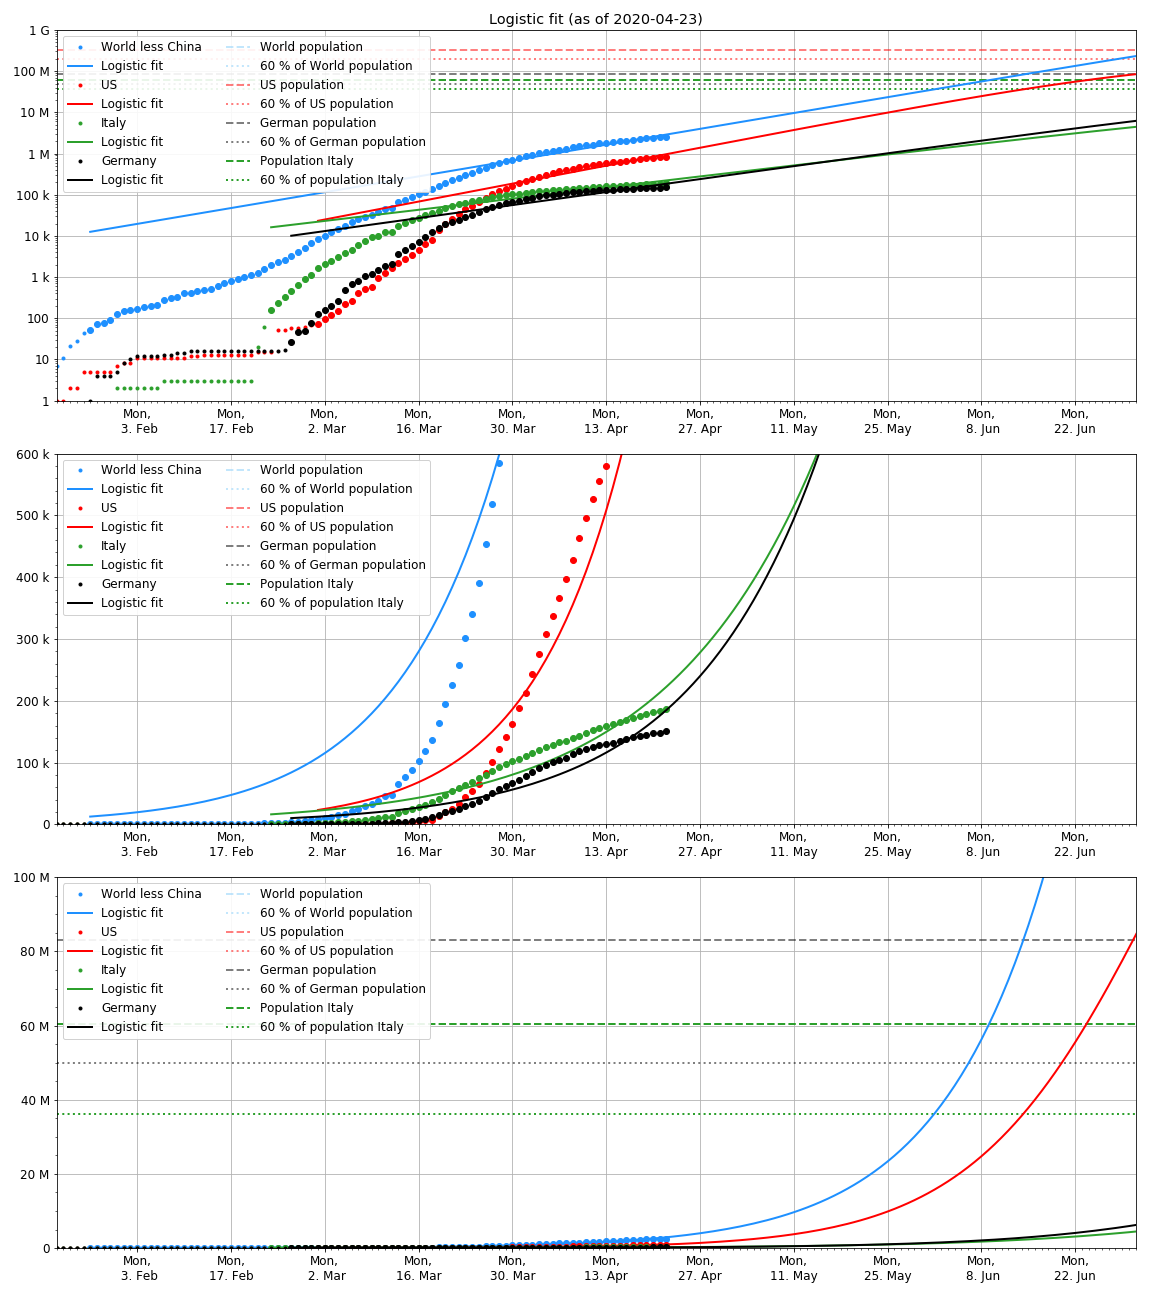 Logistic fit (as of 2020-04-23)
1 G
100 M
10 M
1 M
100 k
10 k
1 k
100
10
1
World less China
Logistic fit
US
Logistic fit
Italy
Logistic fit
Germany
Logistic fit
World population
60 % of World population
US population
60 % of US population
German population
60 % of German population
Population Italy
60 % of population Italy
Mon, Mon, Mon, Mon, Mon, Mon, Mon, Mon, Mon, Mon, Mon,
3. Feb 17. Feb 2. Mar 16. Mar 30. Mar 13. Apr 27. Apr 11. May 25. May 8. Jun 22. Jun
600 k
500 k
400 k
300 k
200 k
100 k
0
World less China
Logistic fit
US
Logistic fit
Italy
Logistic fit
Germany
Logistic fit
World population
60 % of World population
US population
60 % of US population
German population
60 % of German population
Population Italy
60 % of population Italy
Mon, Mon, Mon, Mon, Mon, Mon, Mon, Mon, Mon, Mon, Mon,
3. Feb 17. Feb 2. Mar 16. Mar 30. Mar 13. Apr 27. Apr 11. May 25. May 8. Jun 22. Jun
100 M
80 M
60 M
40 M
20 M
0
World less China
Logistic fit
US
Logistic fit
Italy
Logistic fit
Germany
Logistic fit
World population
60 % of World population
US population
60 % of US population
German population
60 % of German population
Population Italy
60 % of population Italy
Mon, Mon, Mon, Mon, Mon, Mon, Mon, Mon, Mon, Mon, Mon,
3. Feb 17. Feb 2. Mar 16. Mar 30. Mar 13. Apr 27. Apr 11. May 25. May 8. Jun 22. Jun